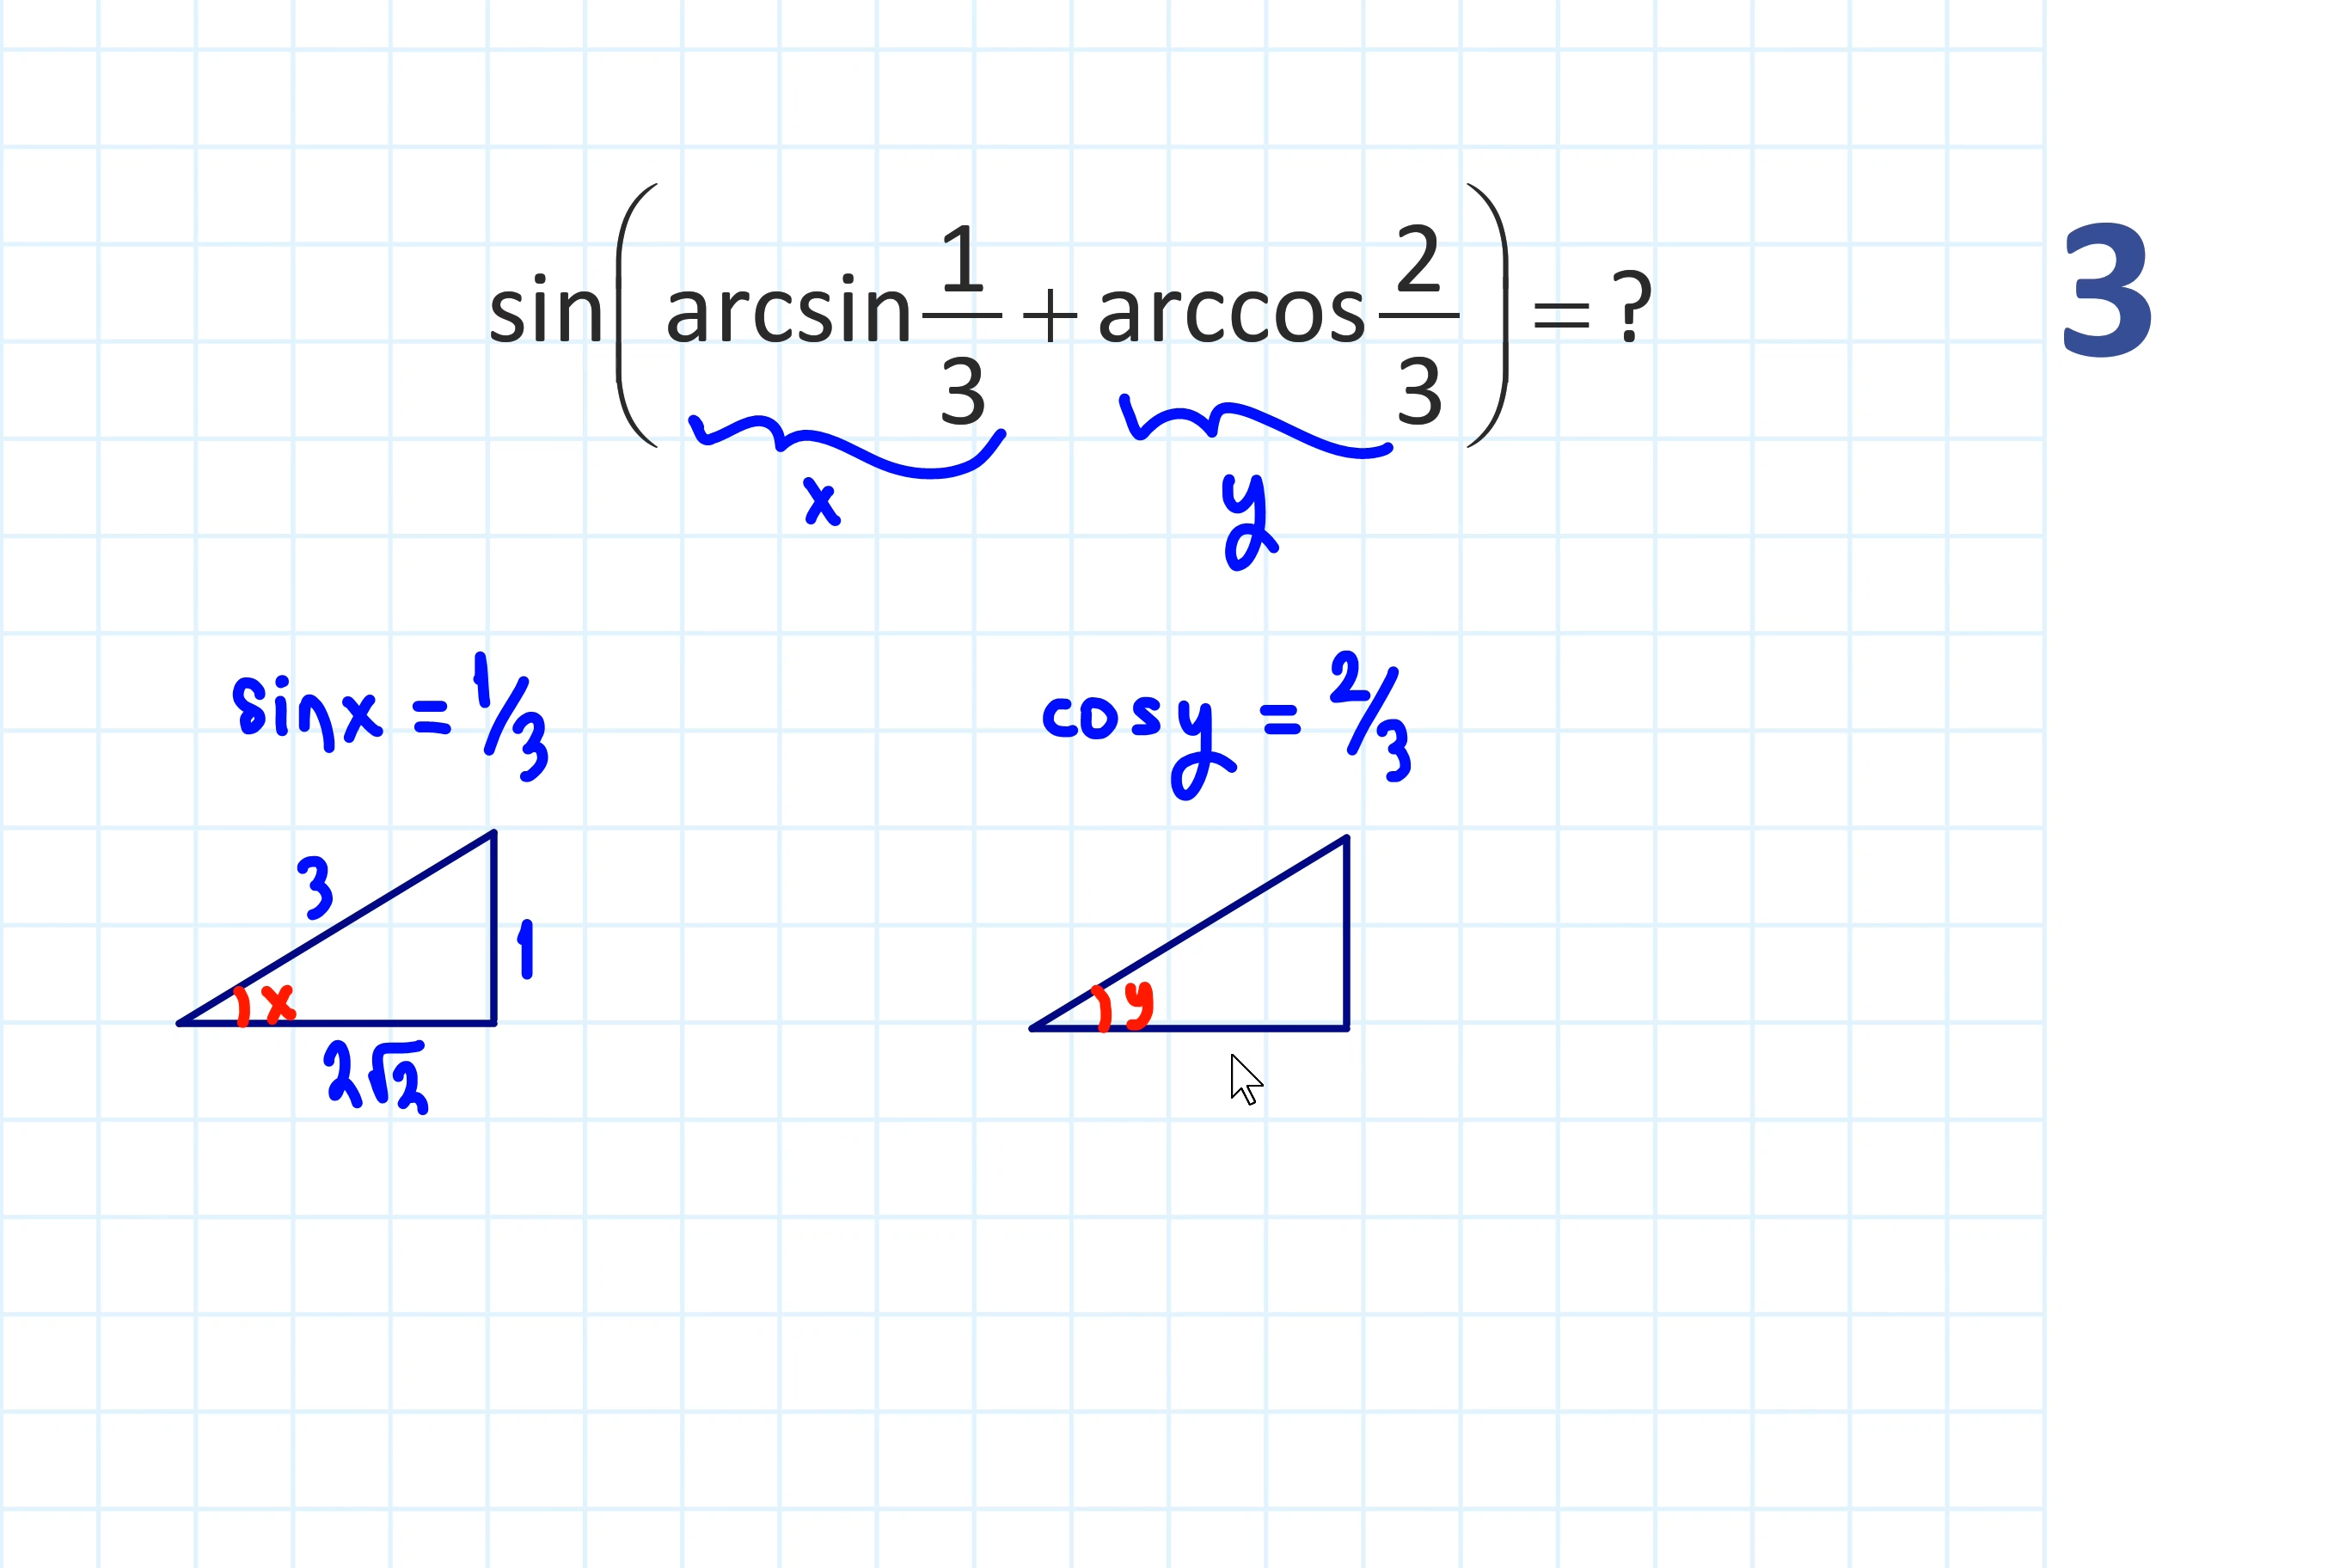 sin(arcsin 1/3 + arccos 2/3) = ? 3
x y
sinx = 1/3 cosy = 2/3
3
1
x y
2√2